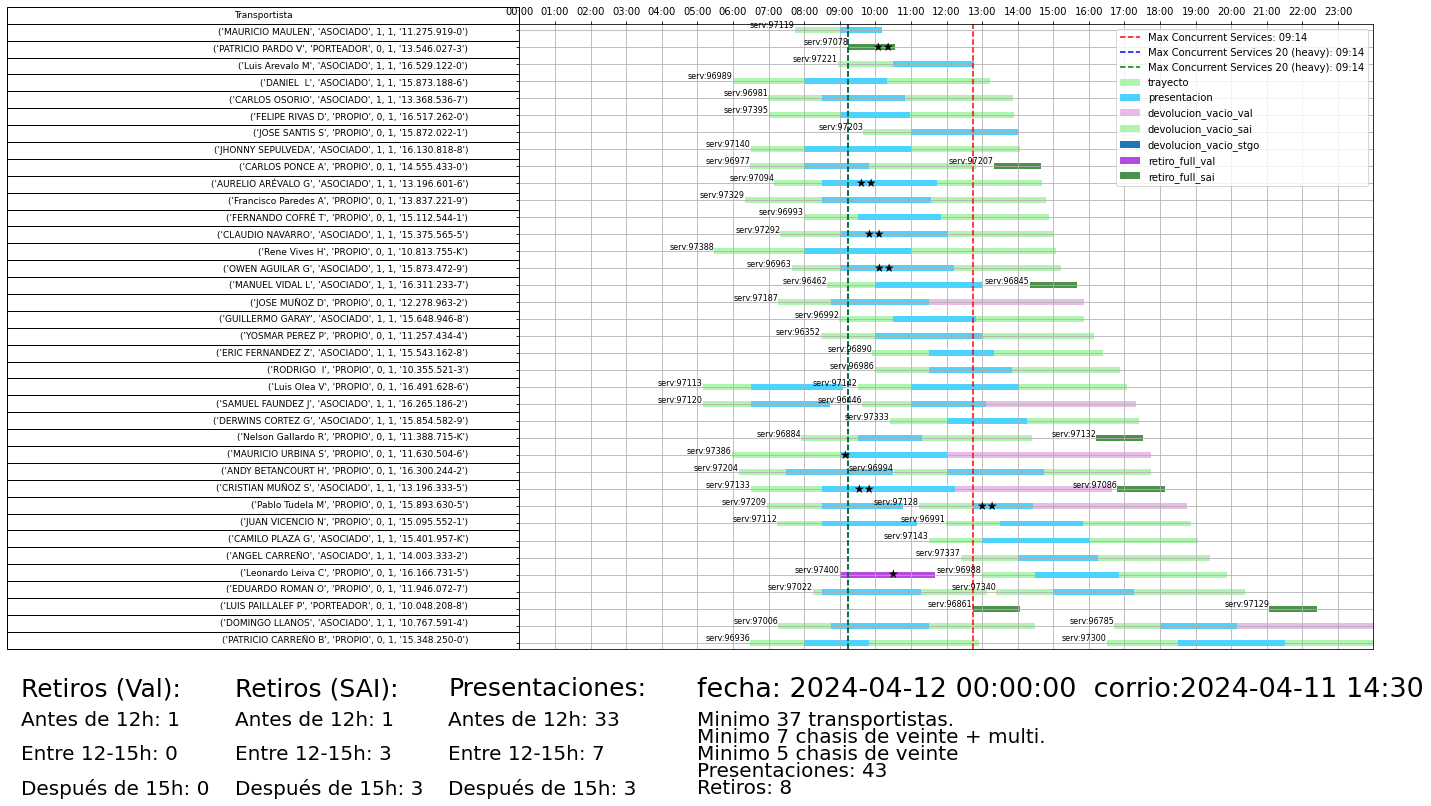 Transportista
00:00 01:00 02:00 03:00 04:00 05:00 06:00 07:00 08:00 09:00 10:00 11:00 12:00 13:00 14:00 15:00 16:00 17:00 18:00 19:00 20:00 21:00 22:00 23:00
Max Concurrent Services: 09:14
Max Concurrent Services 20 (heavy): 09:14
Max Concurrent Services 20 (heavy): 09:14
trayecto
presentacion
devolucion_vacio_val
devolucion_vacio_sai
devolucion_vacio_stgo
retiro_full_val
retiro_full_sai
('MAURICIO MAULEN', 'ASOCIADO', 1, 1, '11.275.919-0') serv:97119
('PATRICIO PARDO V', 'PORTEADOR', 0, 1, '13.546.027-3') serv:97078
('Luis Arevalo M', 'ASOCIADO', 1, 1, '16.529.122-0') serv:97221
('DANIEL  L', 'ASOCIADO', 1, 1, '15.873.188-6') serv:96989
('CARLOS OSORIO', 'ASOCIADO', 1, 1, '13.368.536-7') serv:96981
('FELIPE RIVAS D', 'PROPIO', 0, 1, '16.517.262-0') serv:97395
('JOSE SANTIS S', 'PROPIO', 0, 1, '15.872.022-1') serv:97203
('JHONNY SEPULVEDA', 'ASOCIADO', 1, 1, '16.130.818-8') serv:97140
('CARLOS PONCE A', 'PROPIO', 0, 1, '14.555.433-0') serv:96977 serv:97207
('AURELIO ARÉVALO G', 'ASOCIADO', 1, 1, '13.196.601-6') serv:97094
('Francisco Paredes A', 'PROPIO', 0, 1, '13.837.221-9') serv:97329
('FERNANDO COFRÉ T', 'PROPIO', 0, 1, '15.112.544-1') serv:96993
('CLAUDIO NAVARRO', 'ASOCIADO', 1, 1, '15.375.565-5') serv:97292
('Rene Vives H', 'PROPIO', 0, 1, '10.813.755-K') serv:97388
('OWEN AGUILAR G', 'ASOCIADO', 1, 1, '15.873.472-9') serv:96963
('MANUEL VIDAL L', 'ASOCIADO', 1, 1, '16.311.233-7') serv:96462 serv:96845
('JOSE MUÑOZ D', 'PROPIO', 0, 1, '12.278.963-2') serv:97187
('GUILLERMO GARAY', 'ASOCIADO', 1, 1, '15.648.946-8') serv:96992
('YOSMAR PEREZ P', 'PROPIO', 0, 1, '11.257.434-4') serv:96352
('ERIC FERNANDEZ Z', 'ASOCIADO', 1, 1, '15.543.162-8') serv:96890
('RODRIGO  I', 'PROPIO', 0, 1, '10.355.521-3') serv:96986
('Luis Olea V', 'PROPIO', 0, 1, '16.491.628-6') serv:97113 serv:97142
('SAMUEL FAUNDEZ J', 'ASOCIADO', 1, 1, '16.265.186-2') serv:97120 serv:96446
('DERWINS CORTEZ G', 'ASOCIADO', 1, 1, '15.854.582-9') serv:97333
('Nelson Gallardo R', 'PROPIO', 0, 1, '11.388.715-K') serv:96884 serv:97132
('MAURICIO URBINA S', 'PROPIO', 0, 1, '11.630.504-6') serv:97386
('ANDY BETANCOURT H', 'PROPIO', 0, 1, '16.300.244-2') serv:97204 serv:96994
('CRISTIAN MUÑOZ S', 'ASOCIADO', 1, 1, '13.196.333-5') serv:97133 serv:97086
('Pablo Tudela M', 'PROPIO', 0, 1, '15.893.630-5') serv:97209 serv:97128
('JUAN VICENCIO N', 'PROPIO', 0, 1, '15.095.552-1') serv:97112 serv:96991
('CAMILO PLAZA G', 'ASOCIADO', 1, 1, '15.401.957-K') serv:97143
('ANGEL CARREÑO', 'ASOCIADO', 1, 1, '14.003.333-2') serv:97337
('Leonardo Leiva C', 'PROPIO', 0, 1, '16.166.731-5') serv:97400 serv:96988
('EDUARDO ROMAN O', 'PROPIO', 0, 1, '11.946.072-7') serv:97022 serv:97340
('LUIS PAILLALEF P', 'PORTEADOR', 0, 1, '10.048.208-8') serv:96861 serv:97129
('DOMINGO LLANOS', 'ASOCIADO', 1, 1, '10.767.591-4') serv:97006 serv:96785
('PATRICIO CARREÑO B', 'PROPIO', 0, 1, '15.348.250-0') serv:96936 serv:97300
Retiros (Val):
Antes de 12h: 1
Entre 12-15h: 0
Después de 15h: 0
Retiros (SAI):
Antes de 12h: 1
Entre 12-15h: 3
Después de 15h: 3
Presentaciones:
Antes de 12h: 33
Entre 12-15h: 7
Después de 15h: 3
fecha: 2024-04-12 00:00:00  corrio:2024-04-11 14:30
Minimo 37 transportistas.
Minimo 7 chasis de veinte + multi.
Minimo 5 chasis de veinte
Presentaciones: 43
Retiros: 8